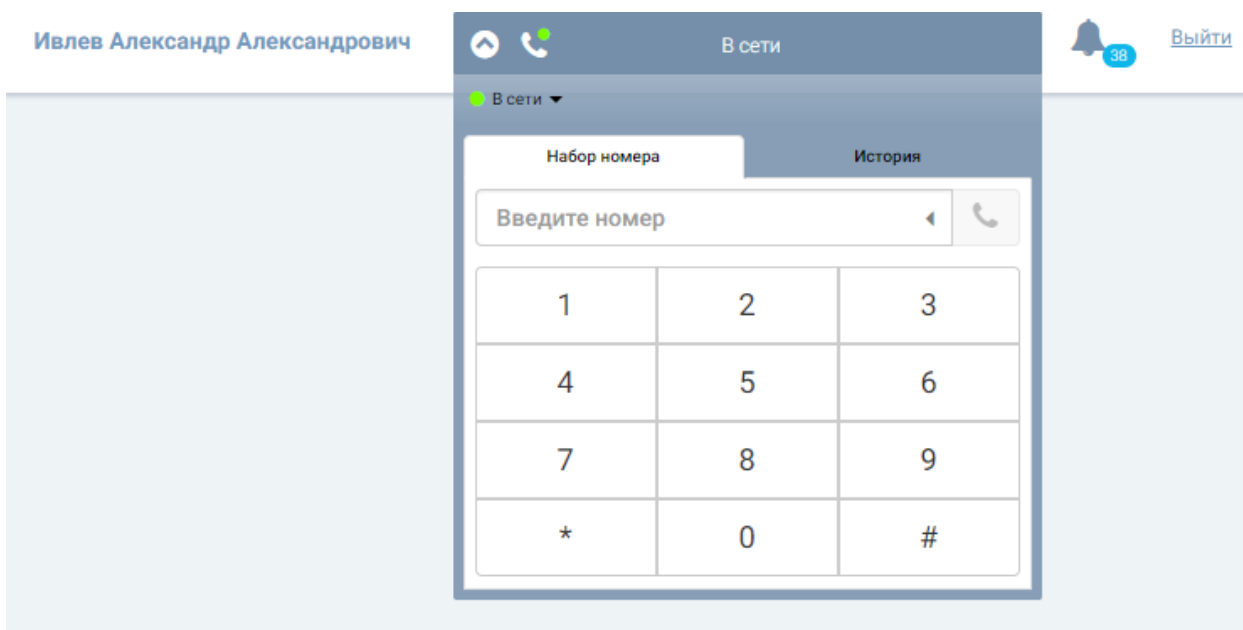 Ивлев Александр Александрович
В сети
38
Выйти
В сети
Набор номера
История
Введите номер
1 2 3
4 5 6
7 8 9
* 0 #